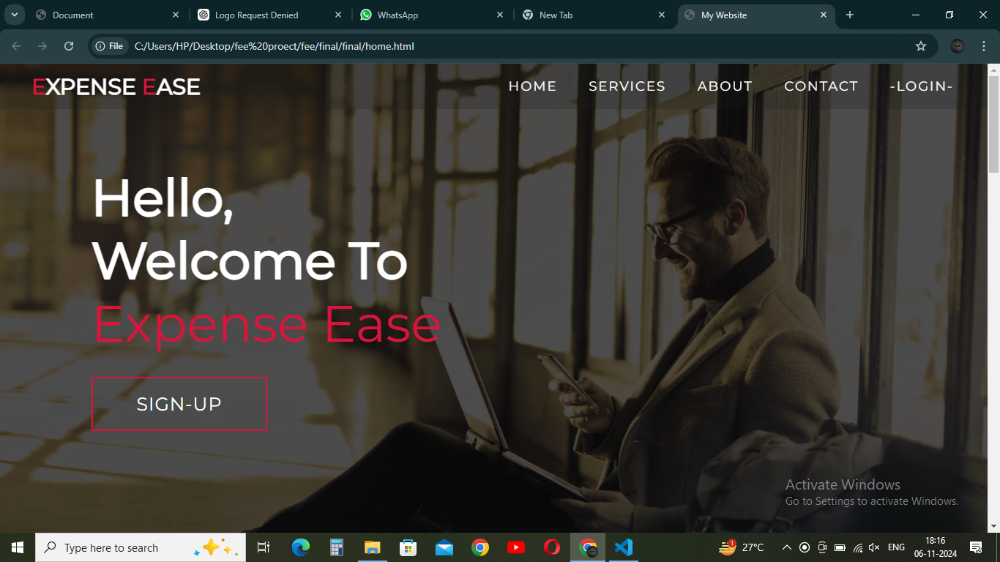 Document
Logo Request Denied
WhatsApp
New Tab
My Website
File
C:/Users/HP/Desktop/fee%20proect/fee/final/final/home.html
EXPENSE EASE
HOME SERVICES ABOUT CONTACT -LOGIN-
Hello,
Welcome To
Expense Ease
SIGN-UP
Activate Windows
Go to Settings to activate Windows.
Type here to search
1
27°C
ENG
18:16
06-11-2024